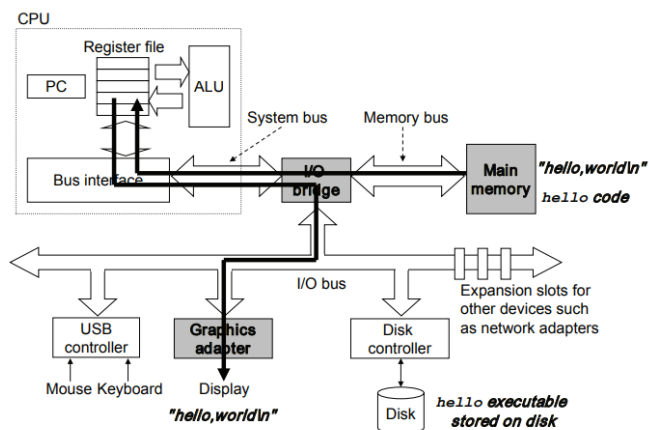 CPU
Register file
PC
ALU
System bus
Memory bus
Bus interface
I/O
bridge
Main
memory
"hello,world\n"
hello code
I/O bus
Expansion slots for
other devices such
as network adapters
USB
controller
Graphics
adapter
Disk
controller
Mouse Keyboard
Display
"hello,world\n"
Disk
hello executable
stored on disk